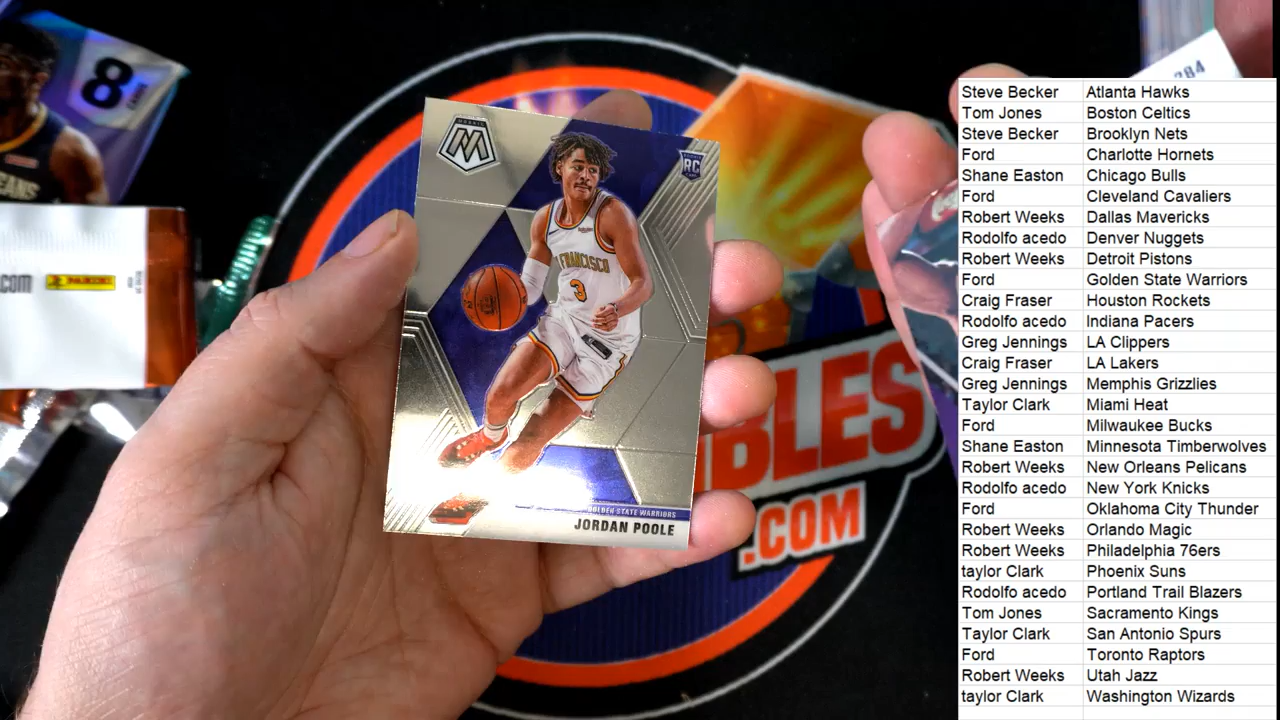 8
CARDS
EANS
.COM
PANINI
284
MOSAIC
M
RC
FRANCISCO
3
GOLDEN STATE WARRIORS
JORDAN POOLE
IBLES
.COM
Steve Becker Atlanta Hawks
Tom Jones Boston Celtics
Steve Becker Brooklyn Nets
Ford Charlotte Hornets
Shane Easton Chicago Bulls
Ford Cleveland Cavaliers
Robert Weeks Dallas Mavericks
Rodolfo acedo Denver Nuggets
Robert Weeks Detroit Pistons
Ford Golden State Warriors
Craig Fraser Houston Rockets
Rodolfo acedo Indiana Pacers
Greg Jennings LA Clippers
Craig Fraser LA Lakers
Greg Jennings Memphis Grizzlies
Taylor Clark Miami Heat
Ford Milwaukee Bucks
Shane Easton Minnesota Timberwolves
Robert Weeks New Orleans Pelicans
Rodolfo acedo New York Knicks
Ford Oklahoma City Thunder
Robert Weeks Orlando Magic
Robert Weeks Philadelphia 76ers
taylor Clark Phoenix Suns
Rodolfo acedo Portland Trail Blazers
Tom Jones Sacramento Kings
Taylor Clark San Antonio Spurs
Ford Toronto Raptors
Robert Weeks Utah Jazz
taylor Clark Washington Wizards